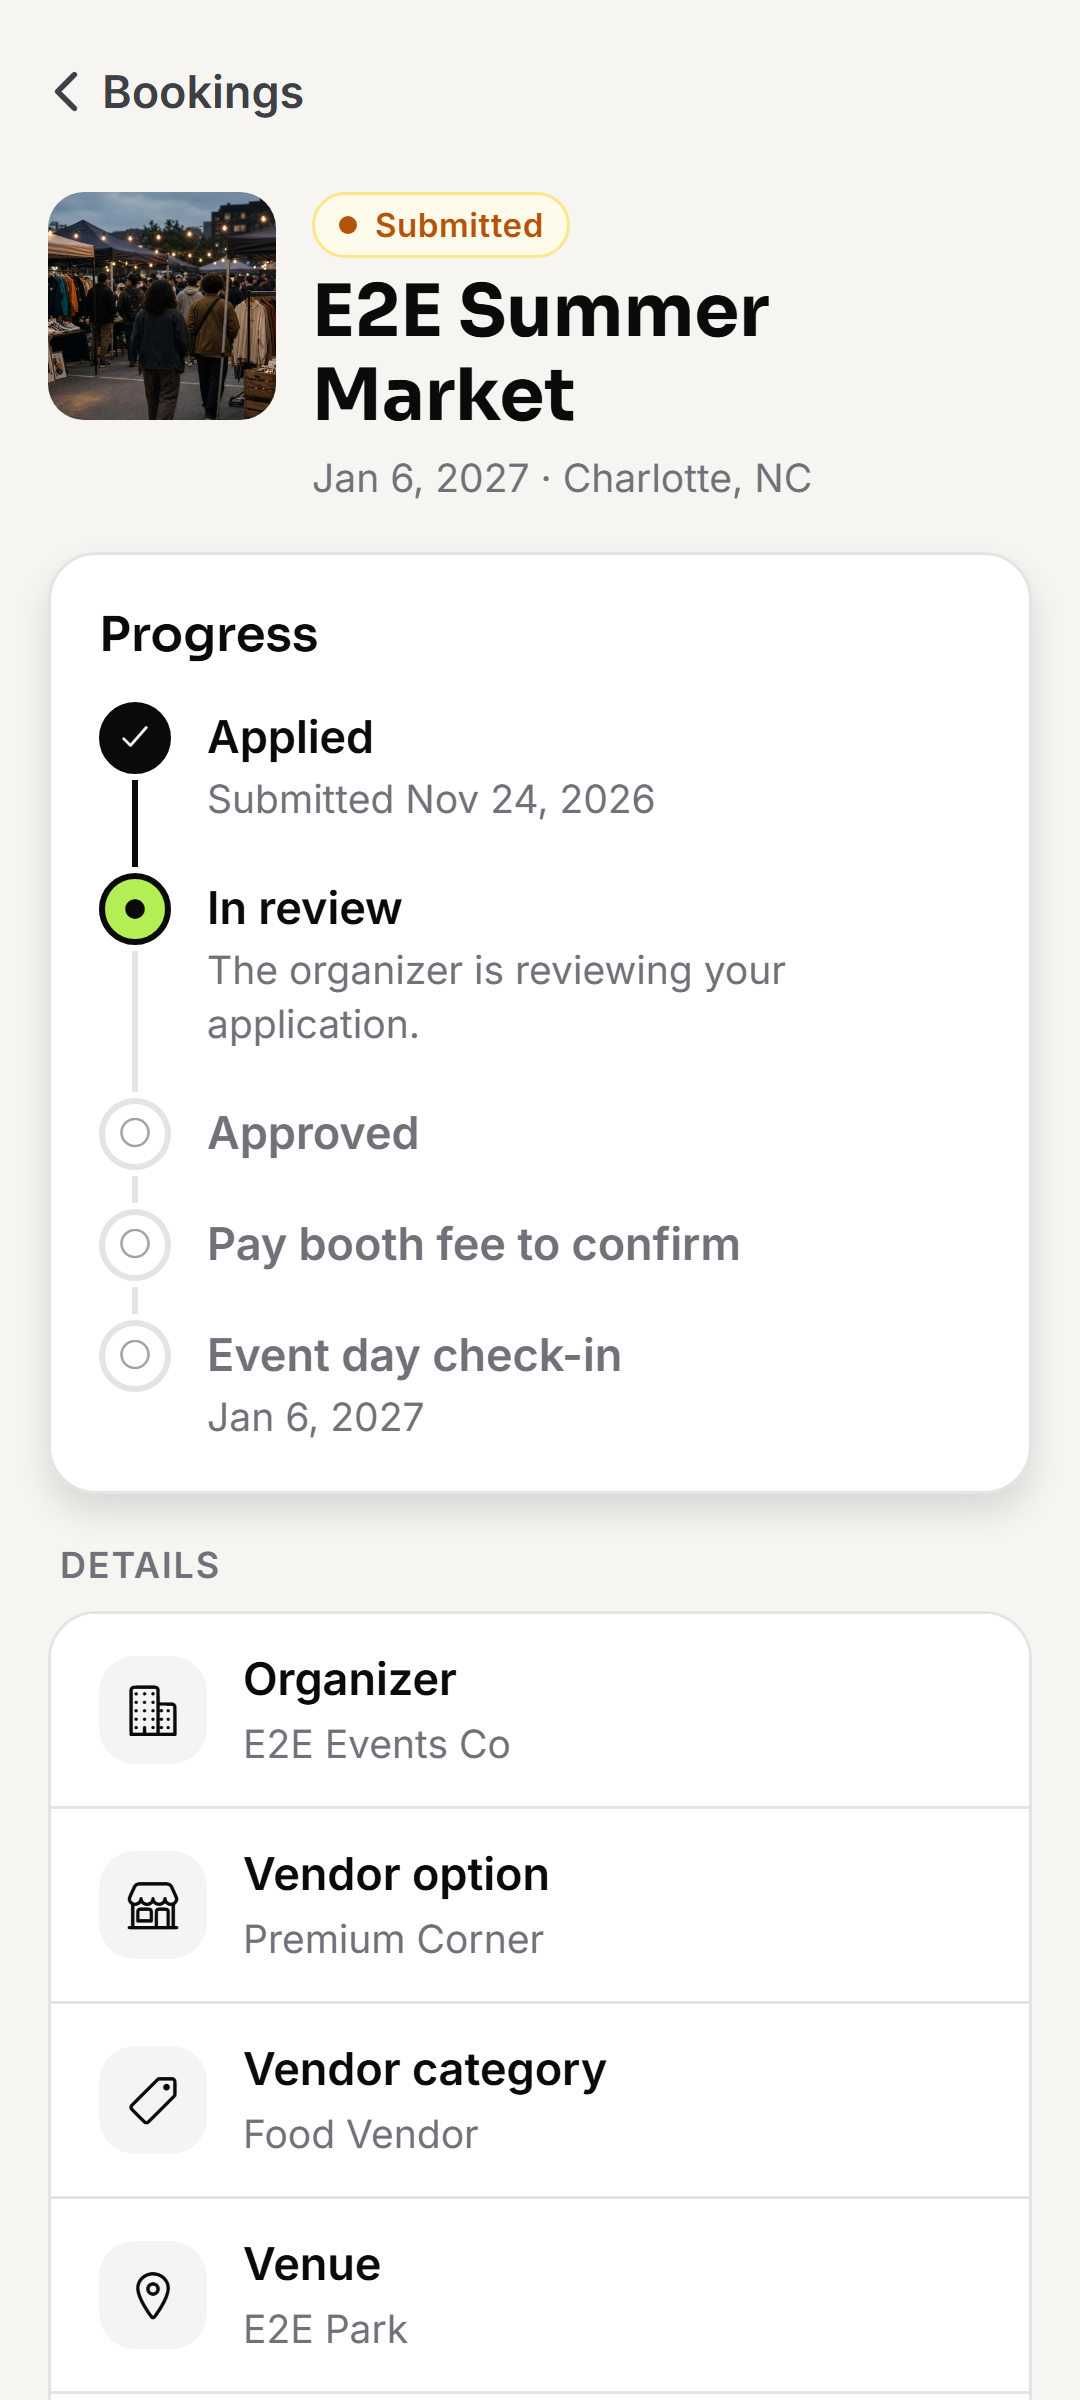 Bookings
Submitted
E2E Summer
Market
Jan 6, 2027 · Charlotte, NC
Progress
Applied
Submitted Nov 24, 2026
In review
The organizer is reviewing your
application.
Approved
Pay booth fee to confirm
Event day check-in
Jan 6, 2027
DETAILS
Organizer
E2E Events Co
Vendor option
Premium Corner
Vendor category
Food Vendor
Venue
E2E Park